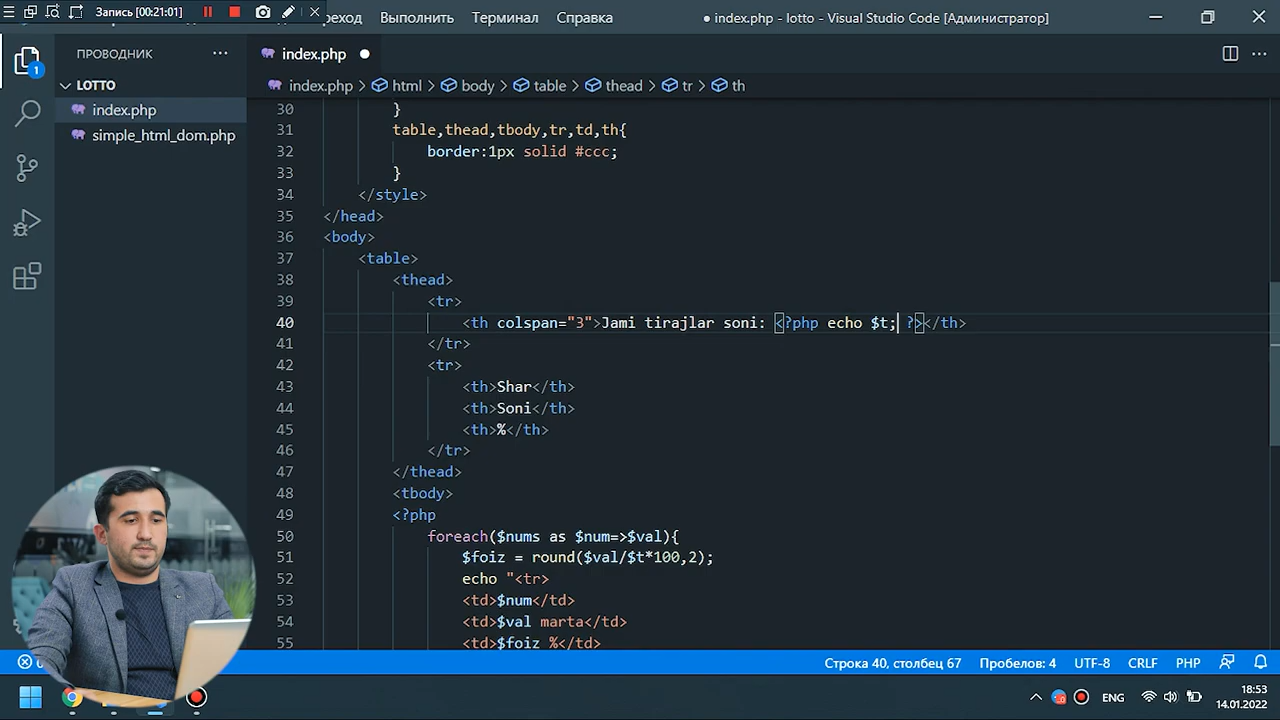 Запись [00:21:01]
реход Выполнить Терминал Справка
● index.php - lotto - Visual Studio Code [Администратор]
ПРОВОДНИК
LOTTO
index.php
simple_html_dom.php
1
index.php
index.php > html > body > table > thead > tr > th
30 }
31 table,thead,tbody,tr,td,th{
32 border:1px solid #ccc;
33 }
34 </style>
35 </head>
36 <body>
37 <table>
38 <thead>
39 <tr>
40 <th colspan="3">Jami tirajlar soni: <?php echo $t; ?></th>
41 </tr>
42 <tr>
43 <th>Shar</th>
44 <th>Soni</th>
45 <th>%</th>
46 </tr>
47 </thead>
48 <tbody>
49 <?php
50 foreach($nums as $num=>$val){
51 $foiz = round($val/$t*100,2);
52 echo "<tr>
53 <td>$num</td>
54 <td>$val marta</td>
55 <td>$foiz %</td>
Строка 40, столбец 67 Пробелов: 4 UTF-8 CRLF PHP
ENG
18:53
14.01.2022